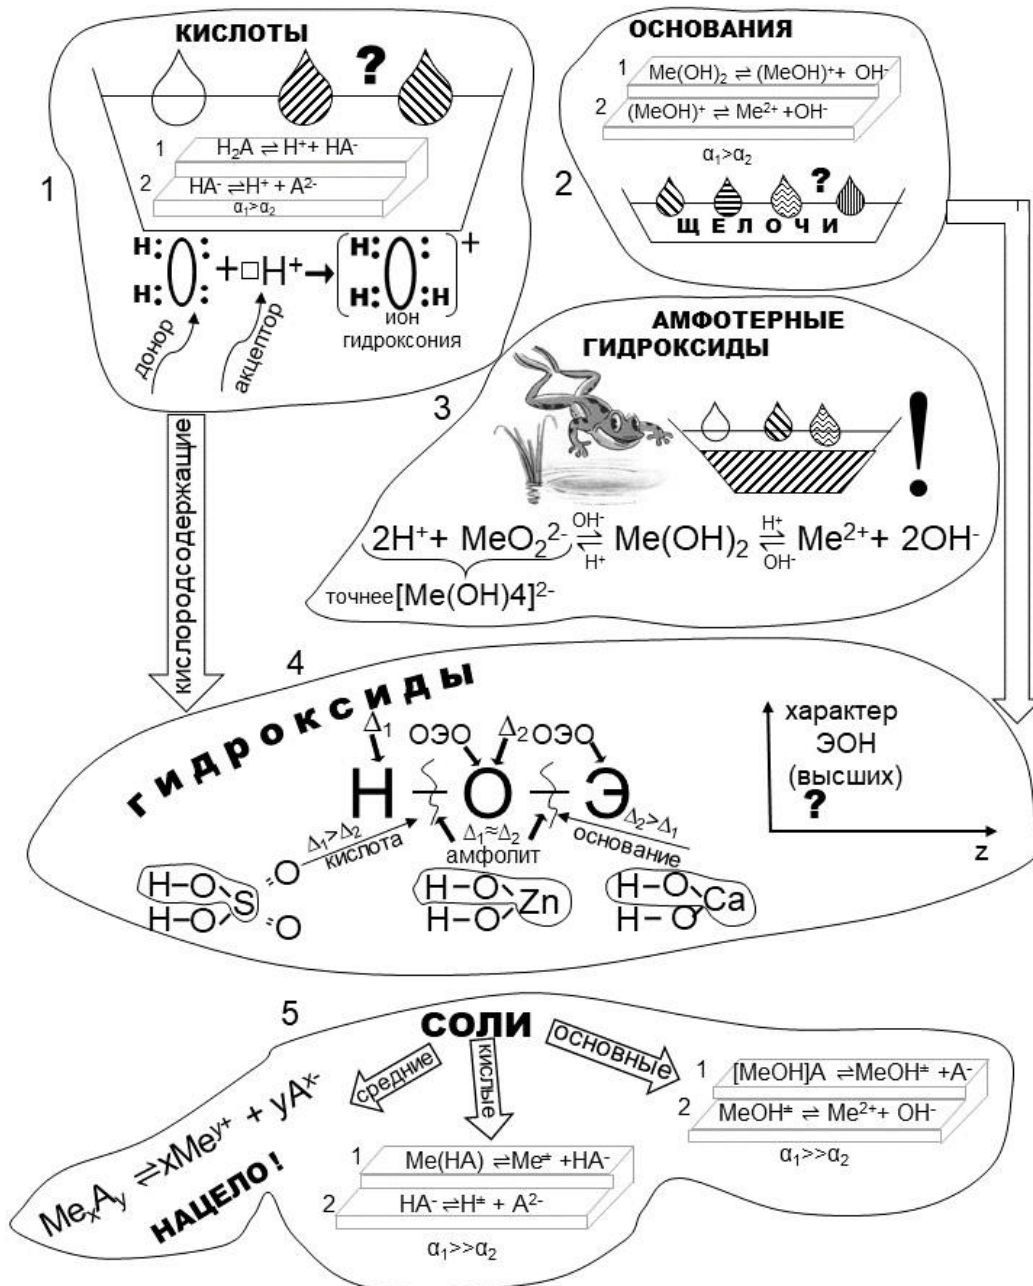 КИСЛОТЫ
?
1
1 H₂A ⇌ H⁺+ HA⁻
2 HA⁻ ⇌ H⁺ + A²⁻
α₁>α₂
H:O: + □H⁺ → [H:O:H]⁺
H: H:
донор
акцептор
ион
гидроксония
ОСНОВАНИЯ
2
1 Me(OH)₂ ⇌ (MeOH)⁺+ OH⁻
2 (MeOH)⁺ ⇌ Me²⁺ +OH⁻
α₁>α₂
?
ЩЕЛОЧИ
кислородсодержащие
АМФОТЕРНЫЕ
ГИДРОКСИДЫ
3
!
2H⁺+ MeO₂²⁻ ⇌ Me(OH)₂ ⇌ Me²⁺+ 2OH⁻
OH⁻ H⁺
H⁺ OH⁻
точнее [Me(OH)4]²⁻
4
гидроксиды
Δ₁ ОЭО Δ₂ ОЭО
H – O – Э
Δ₁>Δ₂ Δ₁≈Δ₂ Δ₂>Δ₁
кислота амфолит основание
H–O S =O
H–O =O
H–O Zn
H–O
H–O Ca
H–O
характер
ЭОН
(высших)
?
z
5
СОЛИ
средние
кислые
основные
MeₓAᵧ ⇌xMeʸ⁺ + yAˣ⁻
НАЦЕЛО!
1 Me(HA) ⇌Me⁺ +HA⁻
2 HA⁻ ⇌H⁺ + A²⁻
α₁>>α₂
1 [MeOH]A ⇌MeOH⁺ +A⁻
2 MeOH⁺ ⇌ Me²⁺+ OH⁻
α₁>>α₂